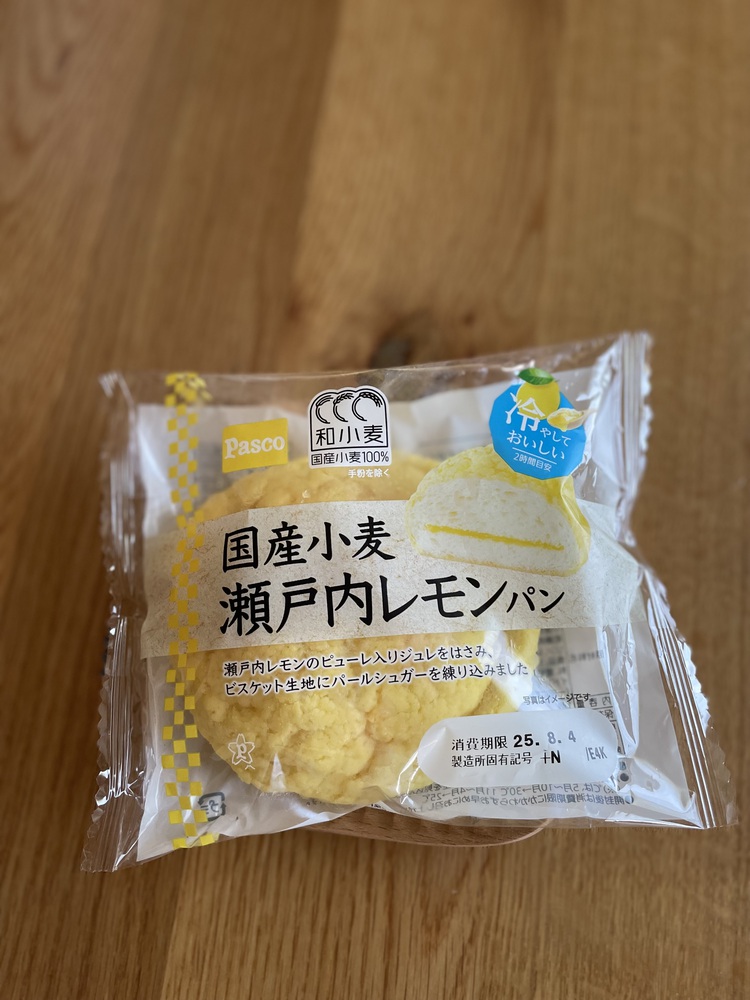 Pasco
和小麦
国産小麦100%
手粉を除く
冷やして
おいしい
2時間目安
国産小麦
瀬戸内レモンパン
瀬戸内レモンのピューレ入りジュレをはさみ、
ビスケット生地にパールシュガーを練り込みました
写真はイメージです。
消費期限 25. 8. 4
製造所固有記号 +N /E4K